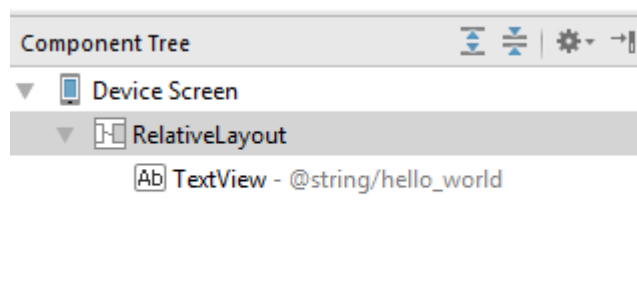 Component Tree
Device Screen
RelativeLayout
Ab TextView - @string/hello_world